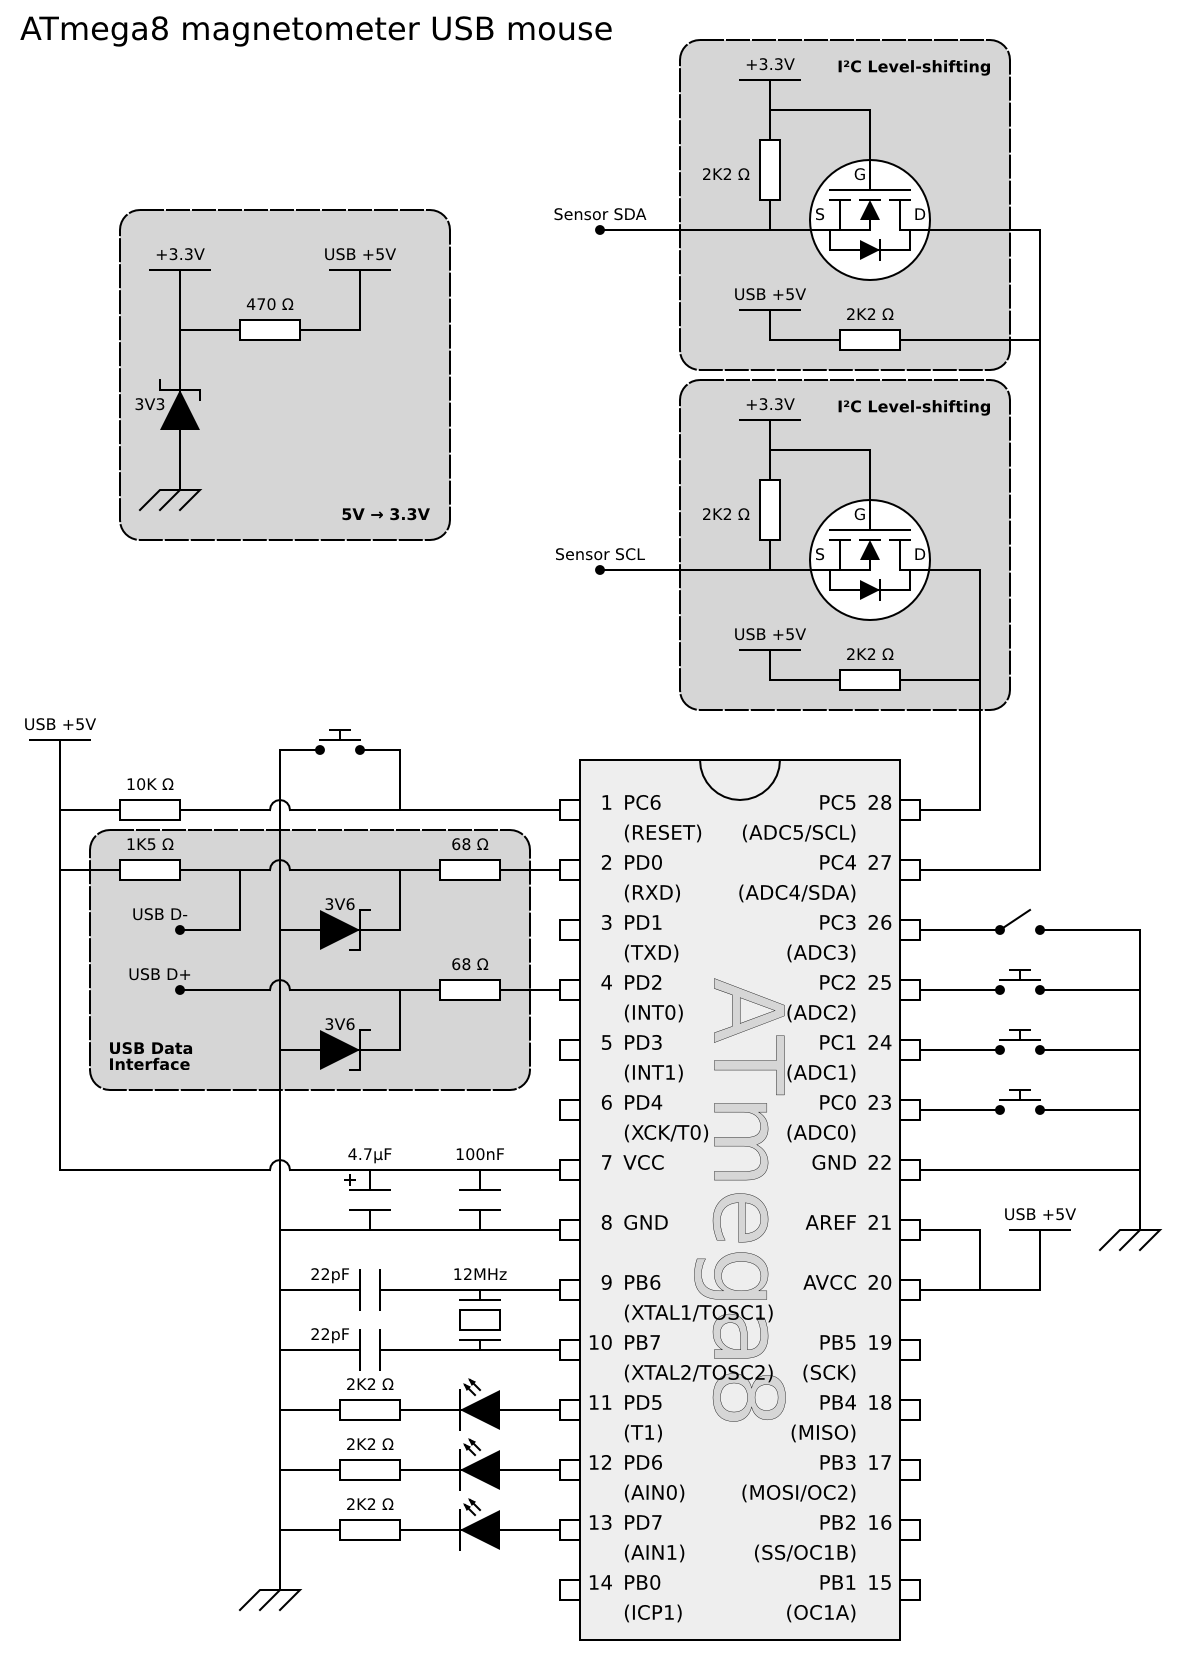 ATmega8 magnetometer USB mouse
+3.3V
I²C Level-shifting
2K2 Ω
G
S
D
Sensor SDA
USB +5V
2K2 Ω
+3.3V
USB +5V
470 Ω
3V3
5V → 3.3V
+3.3V
I²C Level-shifting
2K2 Ω
G
S
D
Sensor SCL
USB +5V
2K2 Ω
USB +5V
10K Ω
1K5 Ω
68 Ω
USB D-
3V6
USB D+
68 Ω
3V6
USB Data
Interface
4.7µF
+
100nF
22pF
12MHz
22pF
2K2 Ω
2K2 Ω
2K2 Ω
ATmega8
1 PC6
(RESET)
2 PD0
(RXD)
3 PD1
(TXD)
4 PD2
(INT0)
5 PD3
(INT1)
6 PD4
(XCK/T0)
7 VCC
8 GND
9 PB6
(XTAL1/TOSC1)
10 PB7
(XTAL2/TOSC2)
11 PD5
(T1)
12 PD6
(AIN0)
13 PD7
(AIN1)
14 PB0
(ICP1)
PC5 28
(ADC5/SCL)
PC4 27
(ADC4/SDA)
PC3 26
(ADC3)
PC2 25
(ADC2)
PC1 24
(ADC1)
PC0 23
(ADC0)
GND 22
AREF 21
AVCC 20
PB5 19
(SCK)
PB4 18
(MISO)
PB3 17
(MOSI/OC2)
PB2 16
(SS/OC1B)
PB1 15
(OC1A)
USB +5V